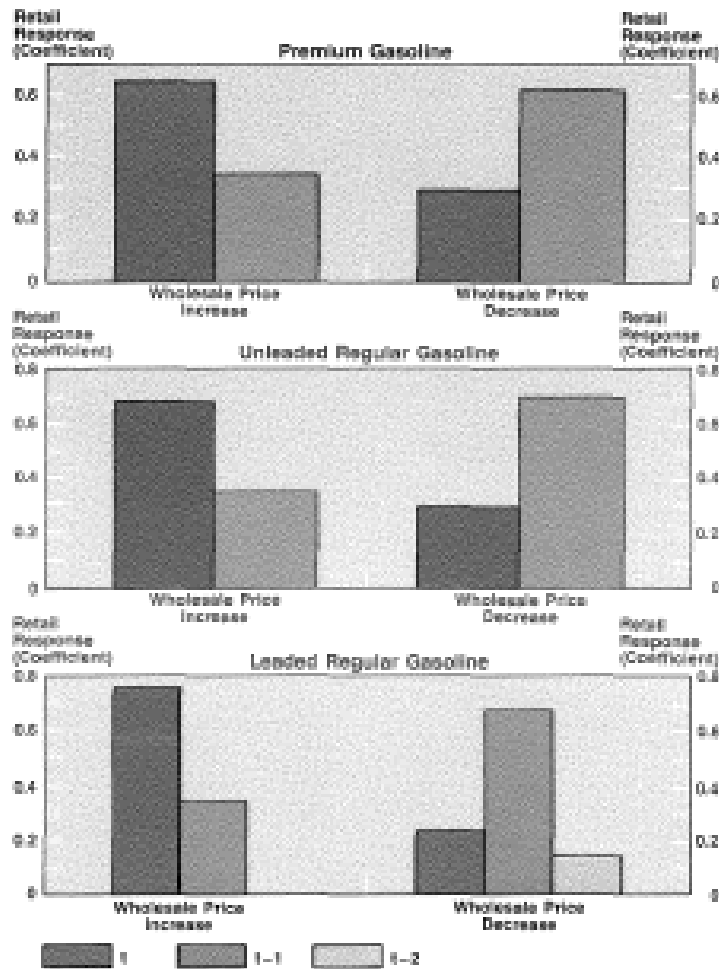 Retail
Response
(Coefficient)
Premium Gasoline
Retail
Response
(Coefficient)
0.6
0.4
0.2
0
0.6
0.4
0.2
0
Wholesale Price
Increase
Wholesale Price
Decrease
Retail
Response
(Coefficient)
Unleaded Regular Gasoline
Retail
Response
(Coefficient)
0.8
0.6
0.4
0.2
0
0.8
0.6
0.4
0.2
0
Wholesale Price
Increase
Wholesale Price
Decrease
Retail
Response
(Coefficient)
Leaded Regular Gasoline
Retail
Response
(Coefficient)
0.8
0.6
0.4
0.2
0
0.8
0.6
0.4
0.2
0
Wholesale Price
Increase
Wholesale Price
Decrease
t
t-1
t-2